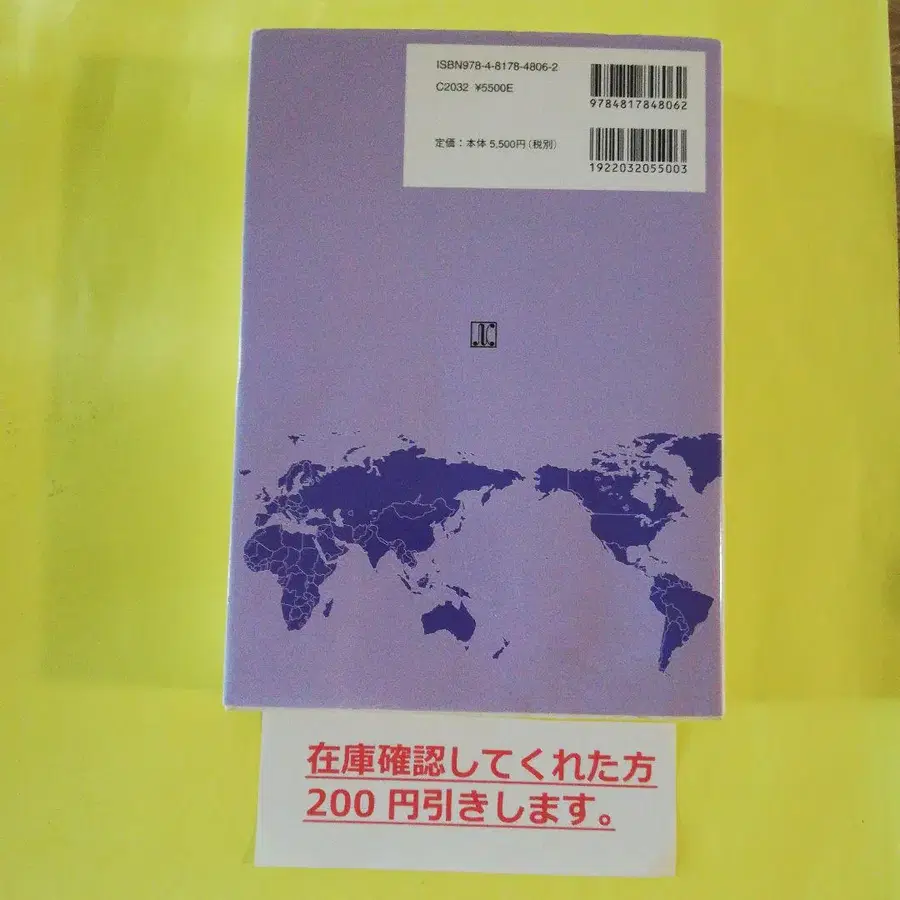 ISBN978-4-8178-4806-2
C2032 ¥5500E
9784817848062
定価：本体 5,500円（税別）
1922032055003
在庫確認してくれた方
200 円引きします。